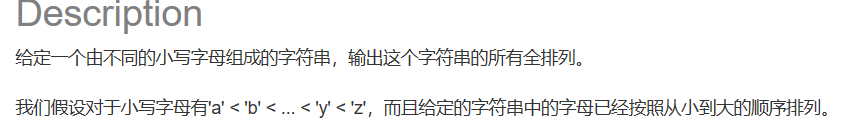 Description
给定一个由不同的小写字母组成的字符串，输出这个字符串的所有全排列。
我们假设对于小写字母有'a' < 'b' < ... < 'y' < 'z'，而且给定的字符串中的字母已经按照从小到大的顺序排列。